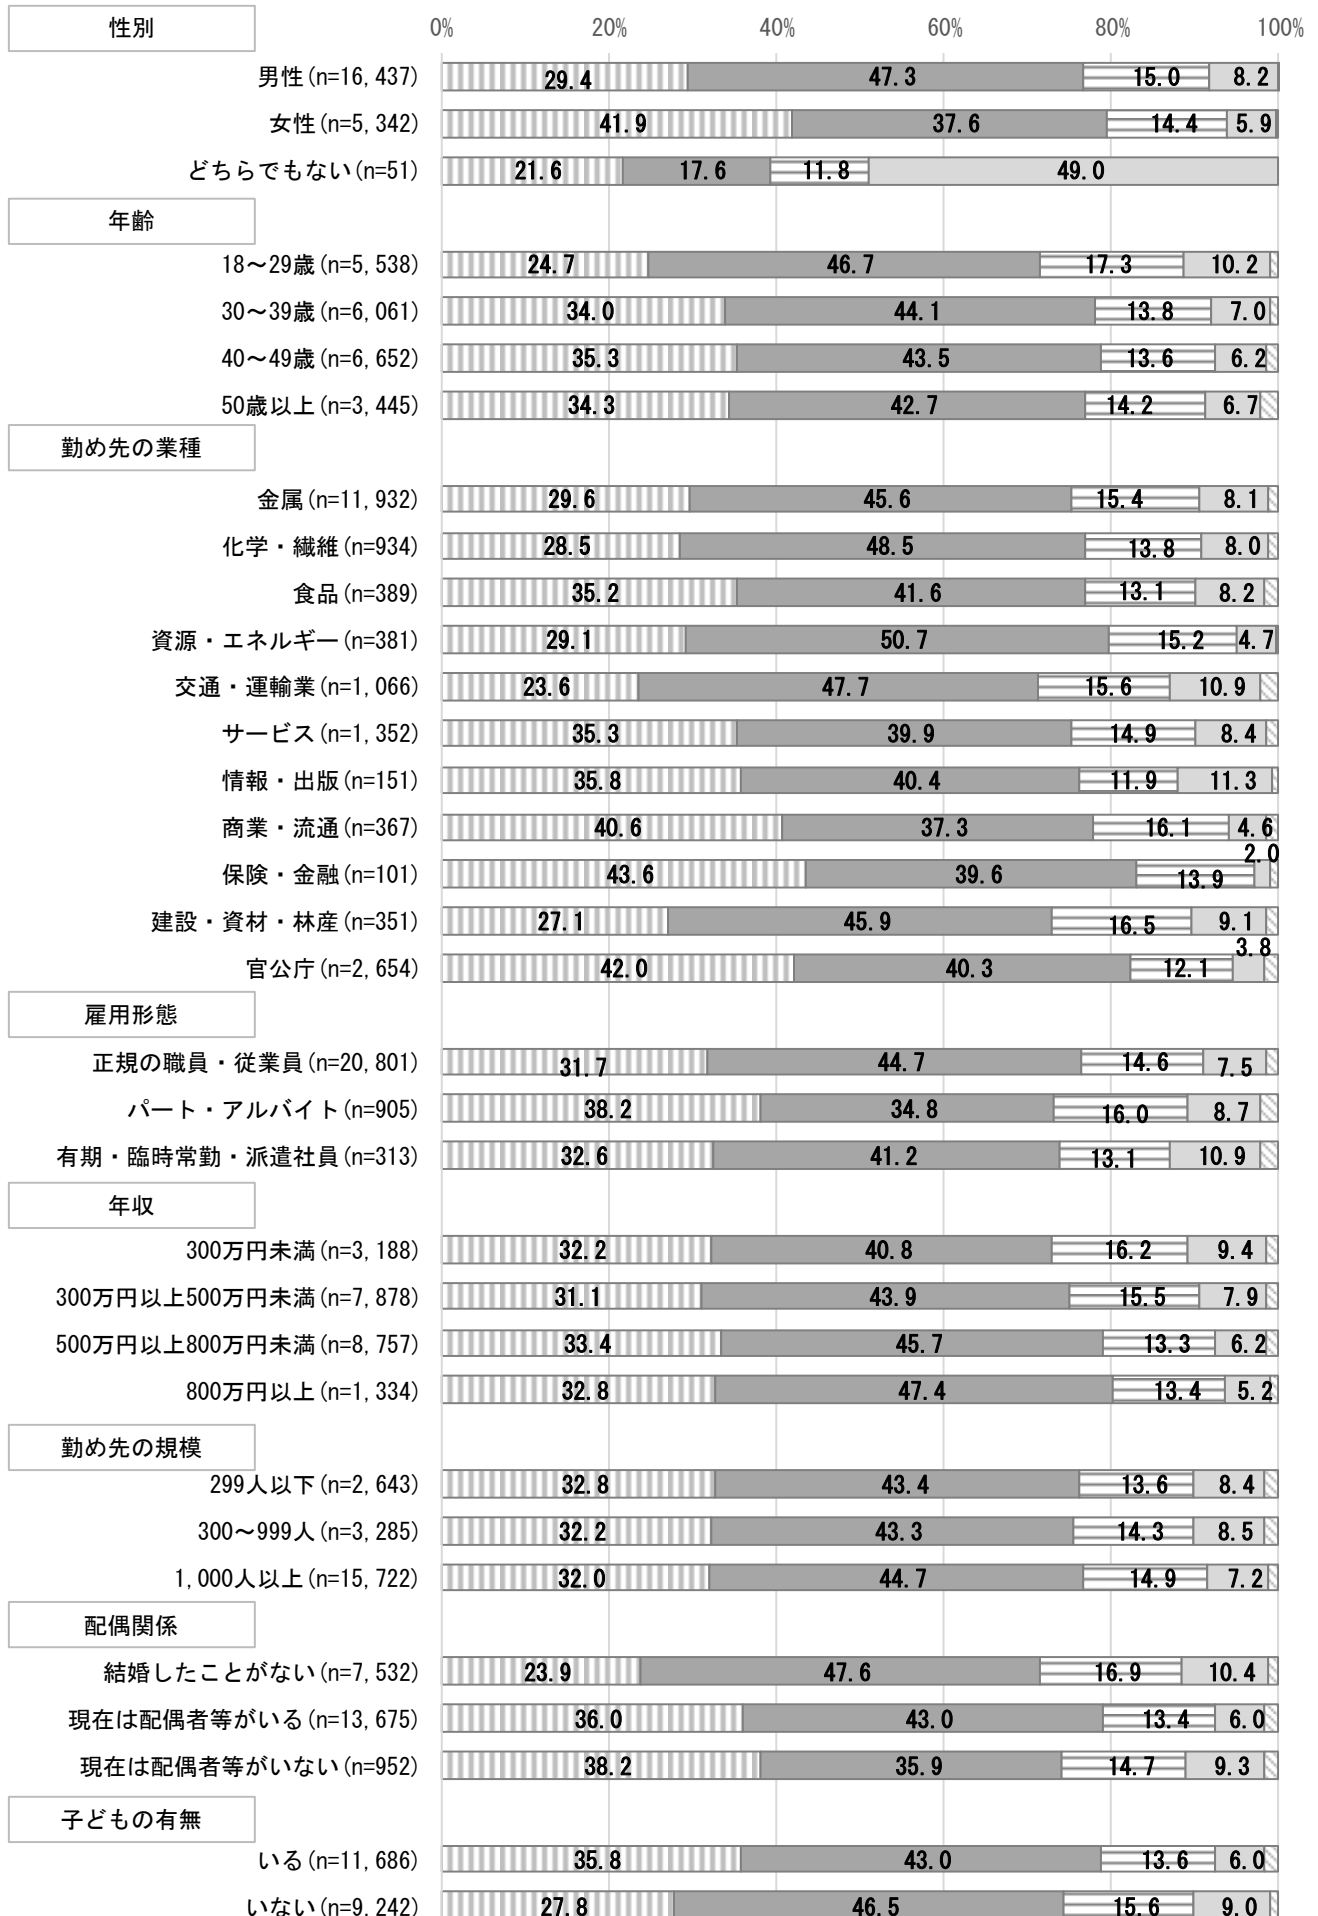 性別 0% 20% 40% 60% 80% 100%
男性(n=16,437) 29.4 47.3 15.0 8.2
女性(n=5,342) 41.9 37.6 14.4 5.9
どちらでもない(n=51) 21.6 17.6 11.8 49.0
年齢
18～29歳(n=5,538) 24.7 46.7 17.3 10.2
30～39歳(n=6,061) 34.0 44.1 13.8 7.0
40～49歳(n=6,652) 35.3 43.5 13.6 6.2
50歳以上(n=3,445) 34.3 42.7 14.2 6.7
勤め先の業種
金属(n=11,932) 29.6 45.6 15.4 8.1
化学・繊維(n=934) 28.5 48.5 13.8 8.0
食品(n=389) 35.2 41.6 13.1 8.2
資源・エネルギー(n=381) 29.1 50.7 15.2 4.7
交通・運輸業(n=1,066) 23.6 47.7 15.6 10.9
サービス(n=1,352) 35.3 39.9 14.9 8.4
情報・出版(n=151) 35.8 40.4 11.9 11.3
商業・流通(n=367) 40.6 37.3 16.1 4.6
保険・金融(n=101) 43.6 39.6 13.9 2.0
建設・資材・林産(n=351) 27.1 45.9 16.5 9.1
官公庁(n=2,654) 42.0 40.3 12.1 3.8
雇用形態
正規の職員・従業員(n=20,801) 31.7 44.7 14.6 7.5
パート・アルバイト(n=905) 38.2 34.8 16.0 8.7
有期・臨時常勤・派遣社員(n=313) 32.6 41.2 13.1 10.9
年収
300万円未満(n=3,188) 32.2 40.8 16.2 9.4
300万円以上500万円未満(n=7,878) 31.1 43.9 15.5 7.9
500万円以上800万円未満(n=8,757) 33.4 45.7 13.3 6.2
800万円以上(n=1,334) 32.8 47.4 13.4 5.2
勤め先の規模
299人以下(n=2,643) 32.8 43.4 13.6 8.4
300～999人(n=3,285) 32.2 43.3 14.3 8.5
1,000人以上(n=15,722) 32.0 44.7 14.9 7.2
配偶関係
結婚したことがない(n=7,532) 23.9 47.6 16.9 10.4
現在は配偶者等がいる(n=13,675) 36.0 43.0 13.4 6.0
現在は配偶者等がいない(n=952) 38.2 35.9 14.7 9.3
子どもの有無
いる(n=11,686) 35.8 43.0 13.6 6.0
いない(n=9,242) 27.8 46.5 15.6 9.0